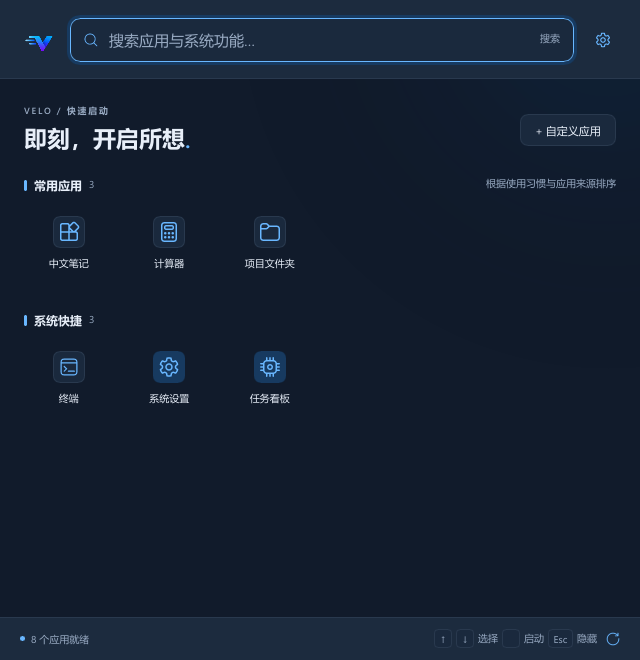 搜索应用与系统功能...
搜索
VELO / 快速启动
即刻，开启所想.
+ 自定义应用
常用应用 3
根据使用习惯与应用来源排序
中文笔记
计算器
项目文件夹
系统快捷 3
终端
系统设置
任务看板
8 个应用就绪
↑ ↓ 选择 启动 Esc 隐藏